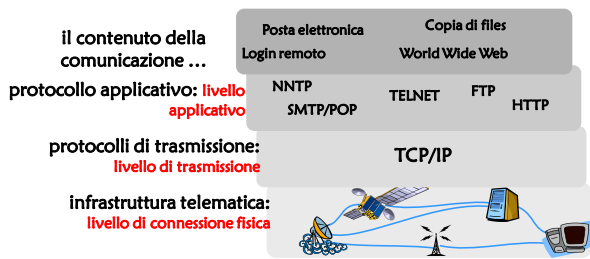 il contenuto della
comunicazione ...
Posta elettronica
Copia di files
Login remoto
World Wide Web
protocollo applicativo: livello
applicativo
NNTP
SMTP/POP
TELNET
FTP
HTTP
protocolli di trasmissione:
livello di trasmissione
TCP/IP
infrastruttura telematica:
livello di connessione fisica